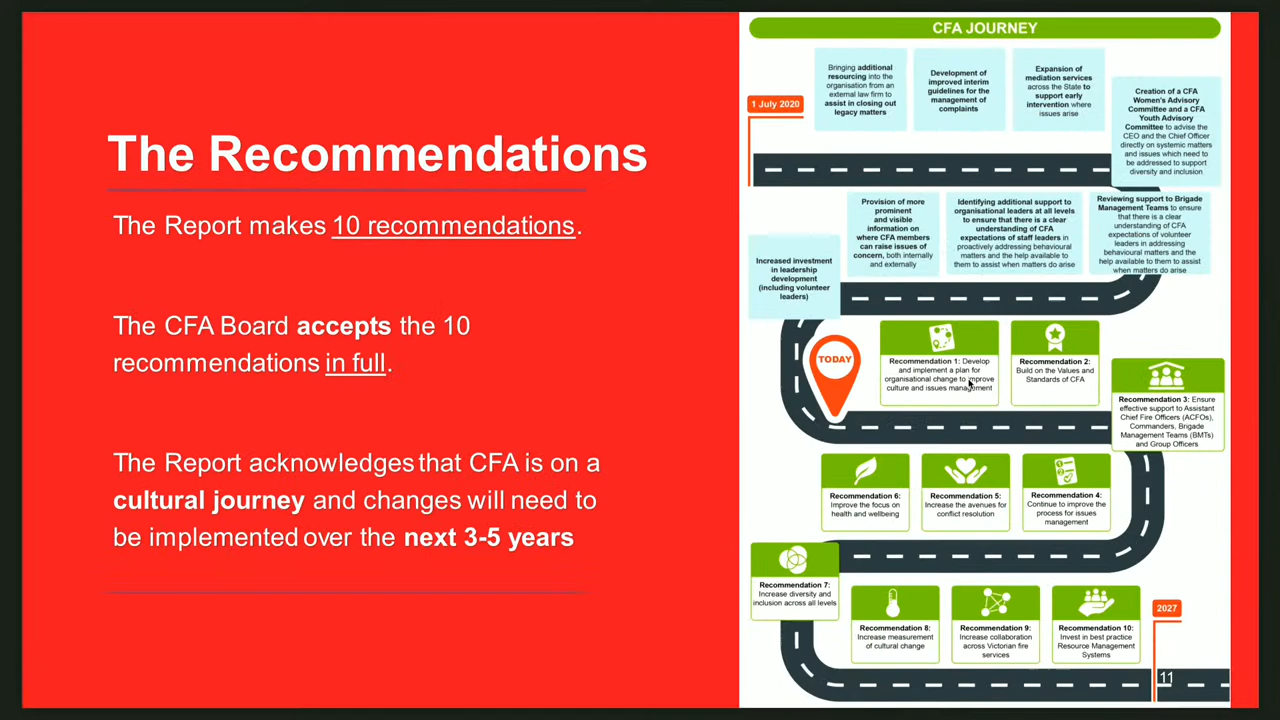 The Recommendations
The Report makes 10 recommendations.
The CFA Board accepts the 10
recommendations in full.
The Report acknowledges that CFA is on a
cultural journey and changes will need to
be implemented over the next 3-5 years
CFA JOURNEY
1 July 2020
Bringing additional
resourcing into the
organisation from an
external law firm to
assist in closing out
legacy matters
Development of
improved interim
guidelines for the
management of
complaints
Expansion of
mediation services
across the State to
support early
intervention where
issues arise
Creation of a CFA
Women's Advisory
Committee and a CFA
Youth Advisory
Committee to advise the
CEO and the Chief Officer
directly on systemic matters
and issues which need to
be addressed to support
diversity and inclusion
Increased investment
in leadership
development
(including volunteer
leaders)
Provision of more
prominent
and visible
information on
where CFA members
can raise issues of
concern, both internally
and externally
Identifying additional support to
organisational leaders at all levels
to ensure that there is a clear
understanding of CFA
expectations of staff leaders in
proactively addressing behavioural
matters and the help available to
them to assist when matters do arise
Reviewing support to Brigade
Management Teams to ensure
that there is a clear
understanding of CFA
expectations of volunteer
leaders in addressing
behavioural matters and the
help available to them to assist
when matters do arise
TODAY
Recommendation 1: Develop
and implement a plan for
organisational change to improve
culture and issues management
Recommendation 2:
Build on the Values and
Standards of CFA
Recommendation 3: Ensure
effective support to Assistant
Chief Fire Officers (ACFOs),
Commanders, Brigade
Management Teams (BMTs)
and Group Officers
Recommendation 6:
Improve the focus on
health and wellbeing
Recommendation 5:
Increase the avenues for
conflict resolution
Recommendation 4:
Continue to improve the
process for issues
management
Recommendation 7:
Increase diversity and
inclusion across all levels
Recommendation 8:
Increase measurement
of cultural change
Recommendation 9:
Increase collaboration
across Victorian fire
services
Recommendation 10:
Invest in best practice
Resource Management
Systems
2027
11